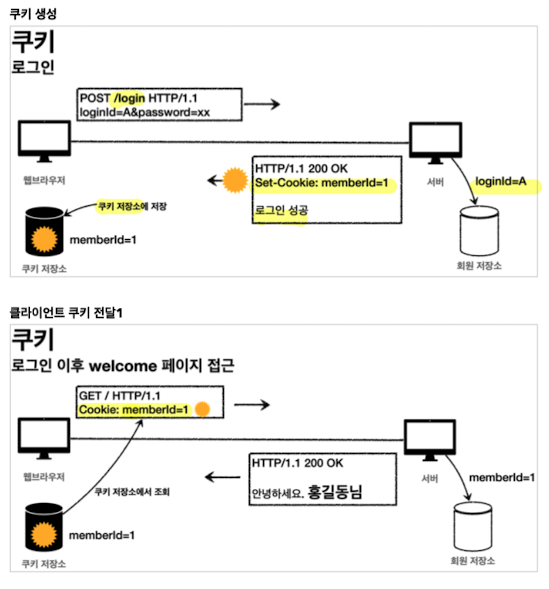 쿠키 생성
쿠키
로그인
POST /login HTTP/1.1
loginId=A&password=xx
웹브라우저
서버
HTTP/1.1 200 OK
Set-Cookie: memberId=1
로그인 성공
loginId=A
쿠키 저장소에 저장
memberId=1
쿠키 저장소
회원 저장소
클라이언트 쿠키 전달1
쿠키
로그인 이후 welcome 페이지 접근
GET / HTTP/1.1
Cookie: memberId=1
웹브라우저
서버
HTTP/1.1 200 OK
안녕하세요. 홍길동님
memberId=1
쿠키 저장소에서 조회
memberId=1
쿠키 저장소
회원 저장소